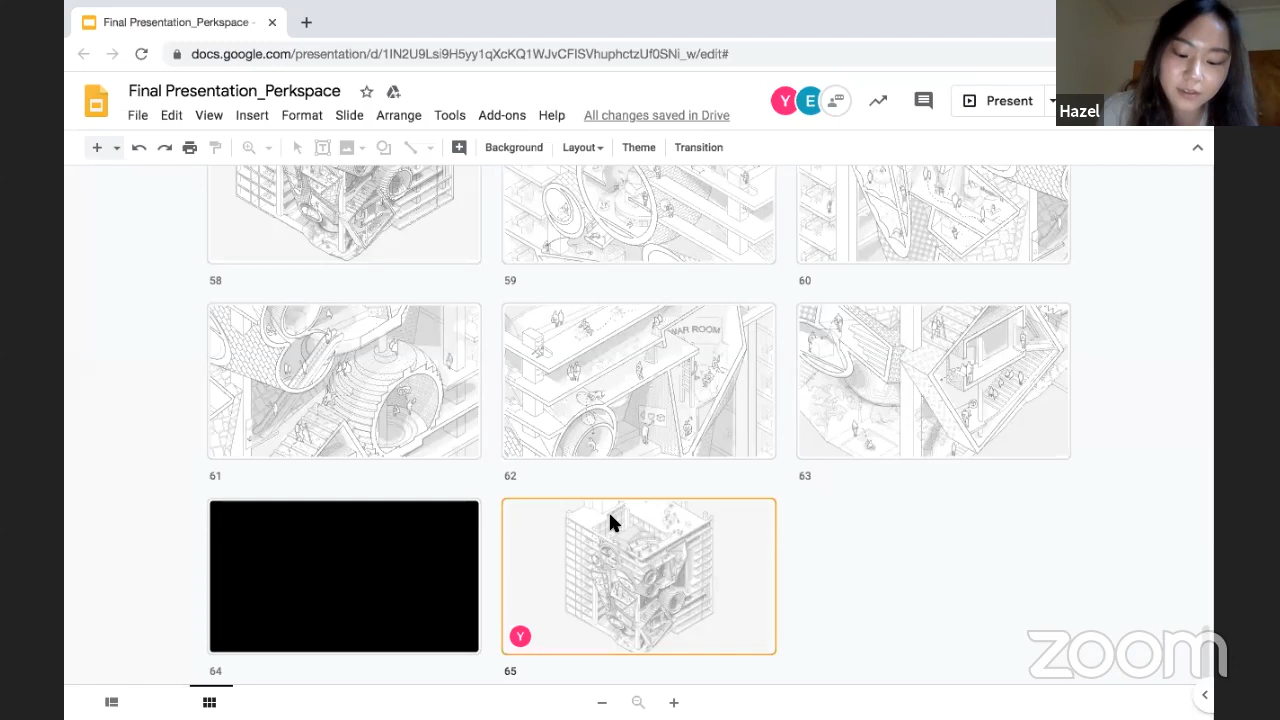 Final Presentation_Perkspace -
docs.google.com/presentation/d/1IN2U9Lsi9H5yy1qXcKQ1WJvCFISVhuphctzUf0SNi_w/edit#
Final Presentation_Perkspace
Y E
Present
Hazel
File Edit View Insert Format Slide Arrange Tools Add-ons Help All changes saved in Drive
Background Layout Theme Transition
58 59 60
WAR ROOM
61 62 63
Y
zoom
64 65